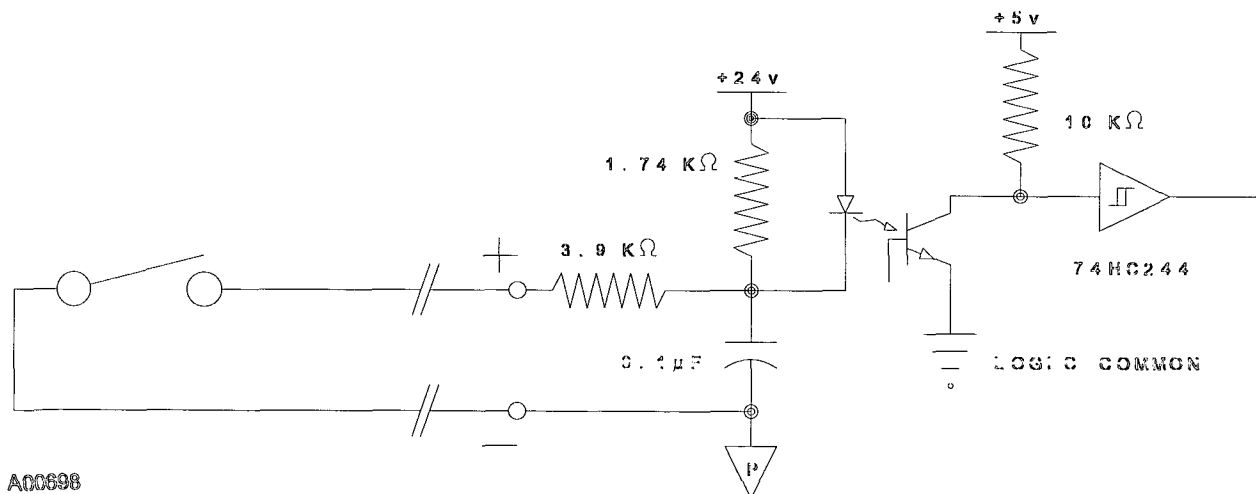 +5v
+24v
10 KΩ
1.74 KΩ
+
3.9 KΩ
74HC244
0.1μF
LOGIC COMMON
−
P
A00698